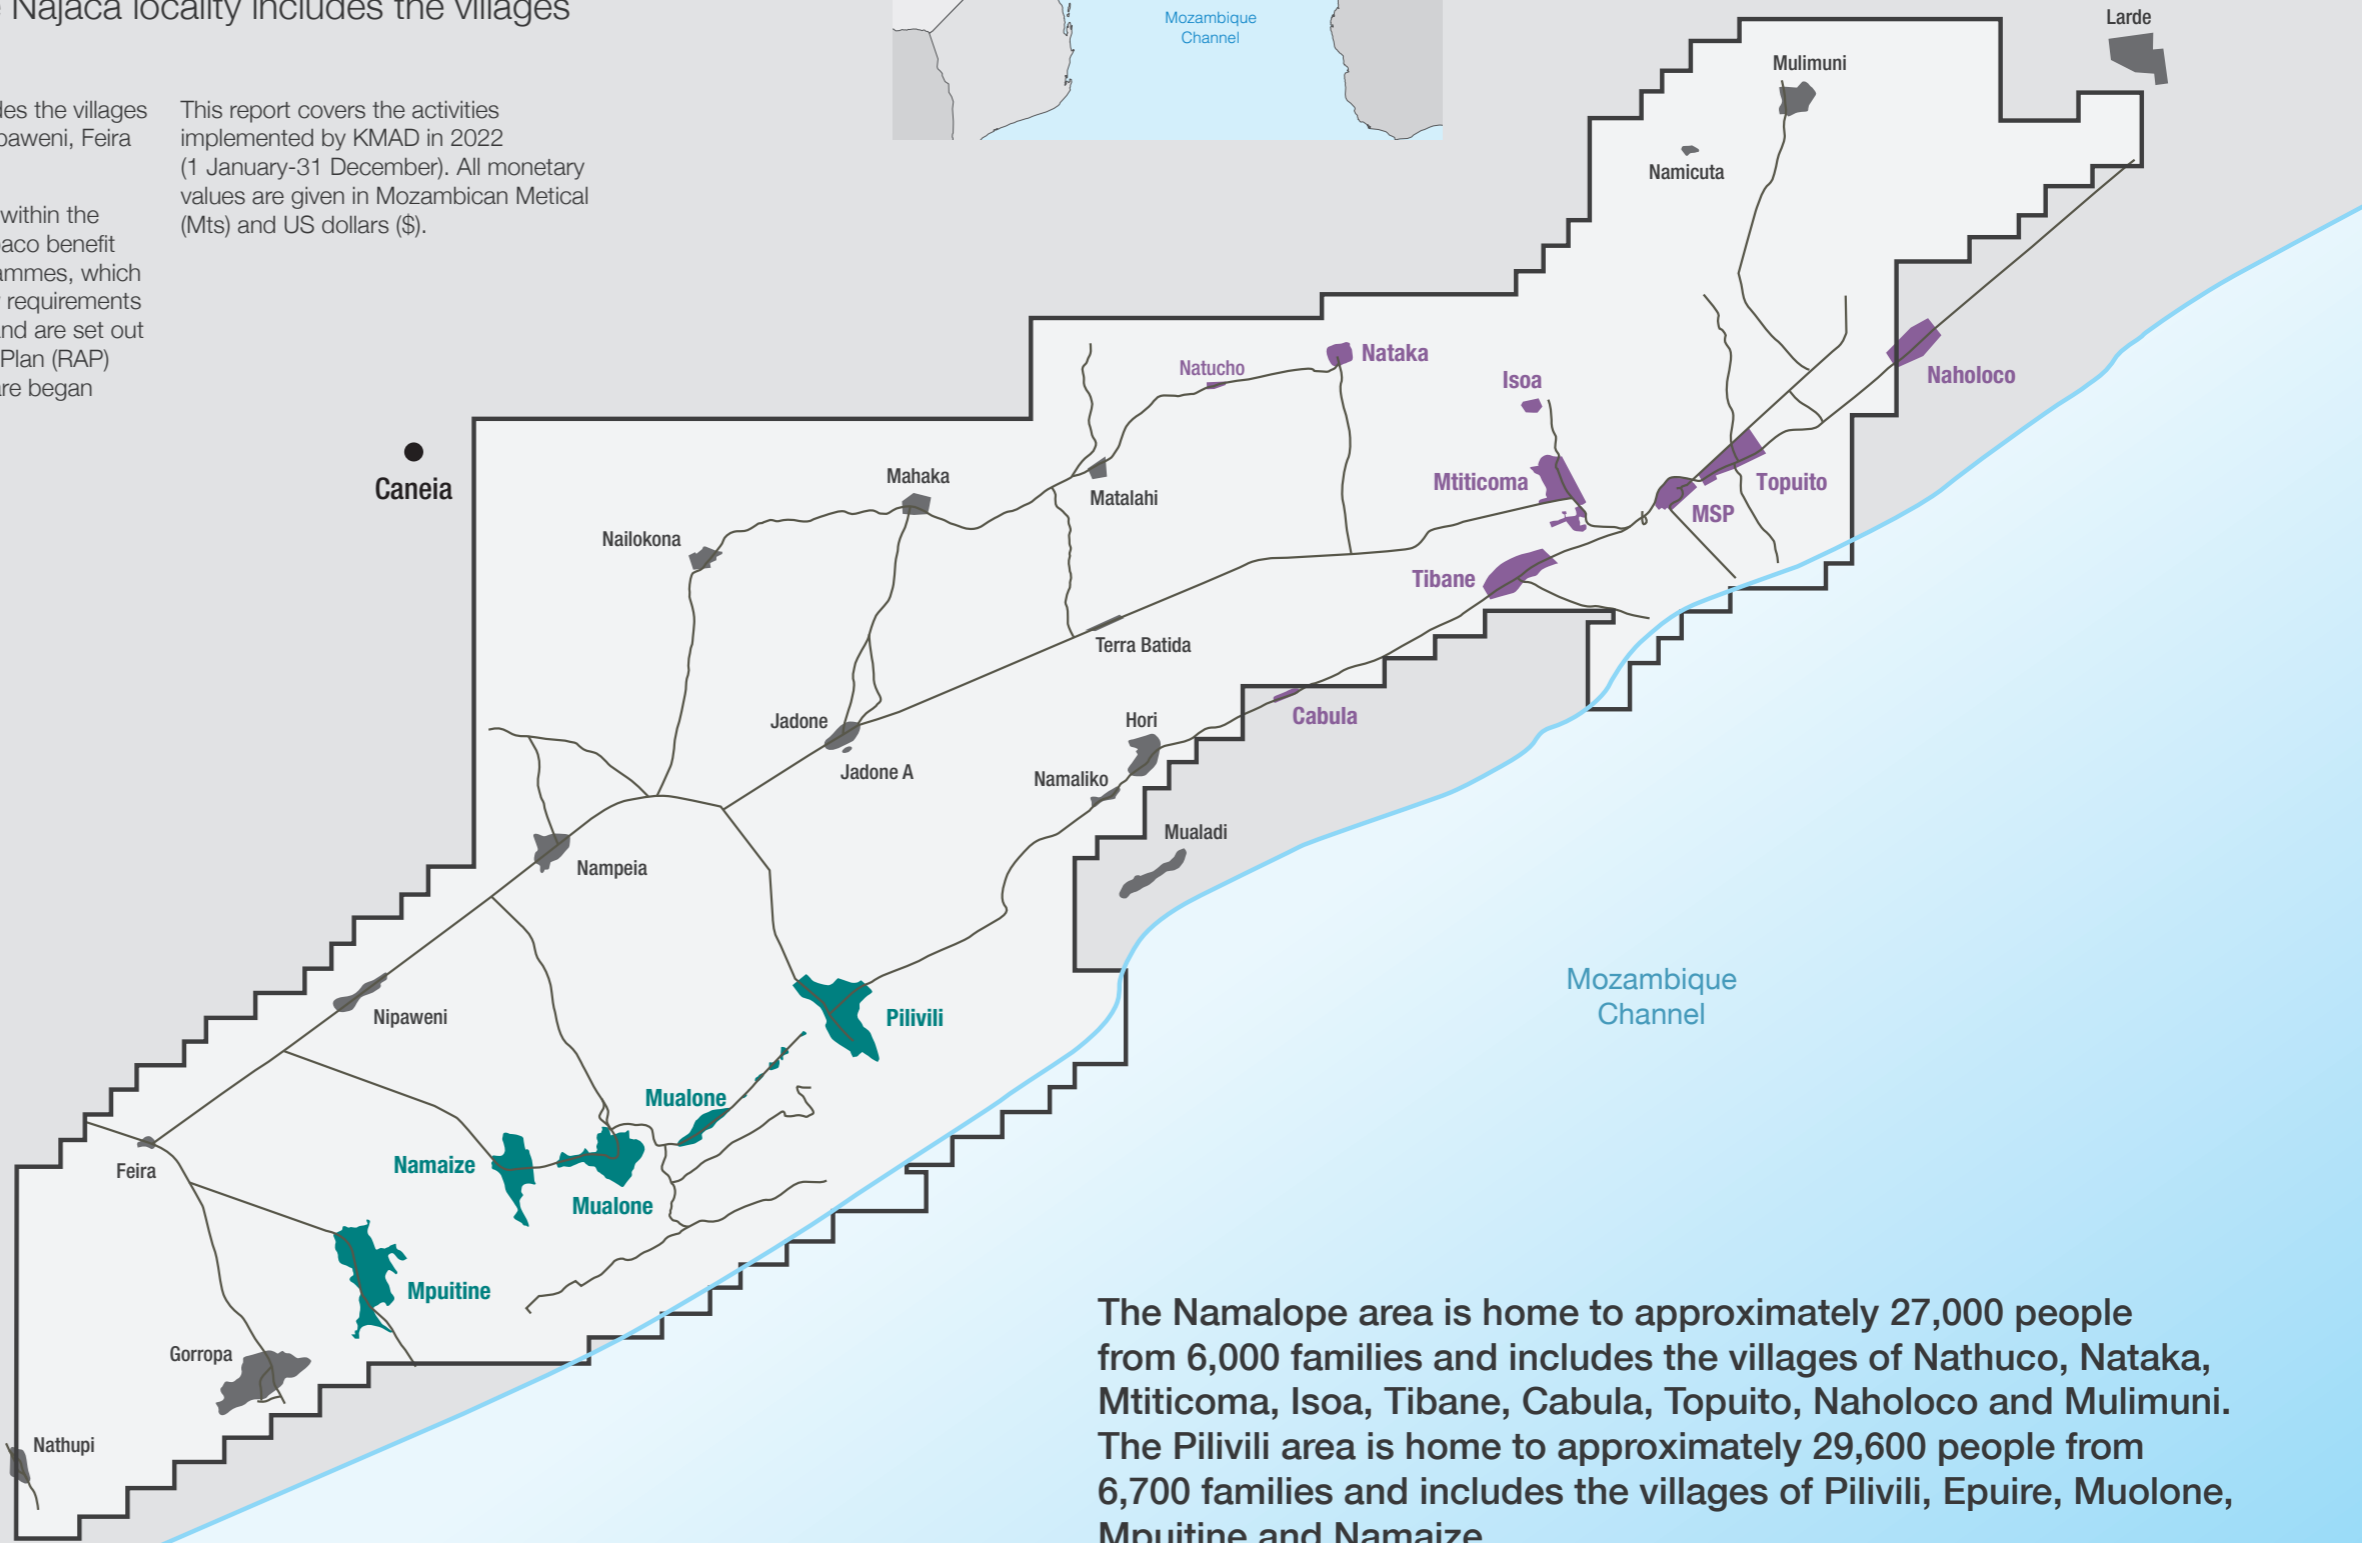 Najaca locality includes the villages
des the villages
paweni, Feira
within the
aco benefit
ammes, which
requirements
and are set out
Plan (RAP)
are began
This report covers the activities
implemented by KMAD in 2022
(1 January-31 December). All monetary
values are given in Mozambican Metical
(Mts) and US dollars ($).
Mozambique
Channel
Larde
Mulimuni
Namicuta
Nataka
Natucho
Isoa
Naholoco
Caneia
Mahaka
Matalahi
Mtiticoma
Topuito
MSP
Nailokona
Tibane
Terra Batida
Jadone
Hori
Cabula
Jadone A
Namaliko
Mualadi
Nampeia
Mozambique
Channel
Nipaweni
Pilivili
Mualone
Feira
Namaize
Mualone
Mpuitine
Gorropa
Nathupi
The Namalope area is home to approximately 27,000 people
from 6,000 families and includes the villages of Nathuco, Nataka,
Mtiticoma, Isoa, Tibane, Cabula, Topuito, Naholoco and Mulimuni.
The Pilivili area is home to approximately 29,600 people from
6,700 families and includes the villages of Pilivili, Epuire, Muolone,
Mpuitine and Namaize